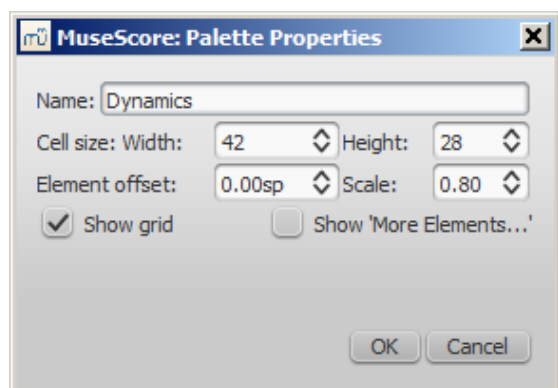 mü MuseScore: Palette Properties
Name: Dynamics
Cell size: Width: 42 Height: 28
Element offset: 0.00sp Scale: 0.80
Show grid Show 'More Elements...'
OK Cancel